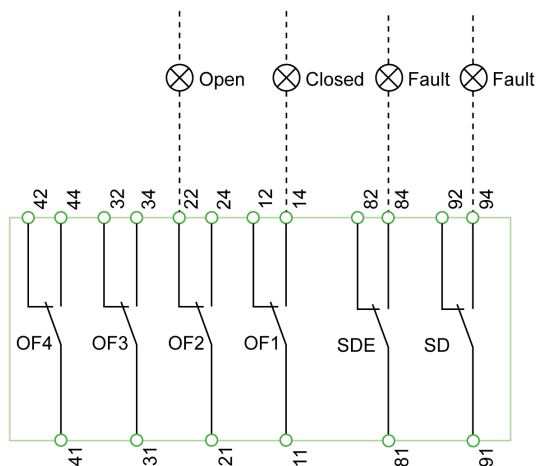 Open Closed Fault Fault
42 44 32 34 22 24 12 14 82 84 92 94
OF4 OF3 OF2 OF1 SDE SD
41 31 21 11 81 91